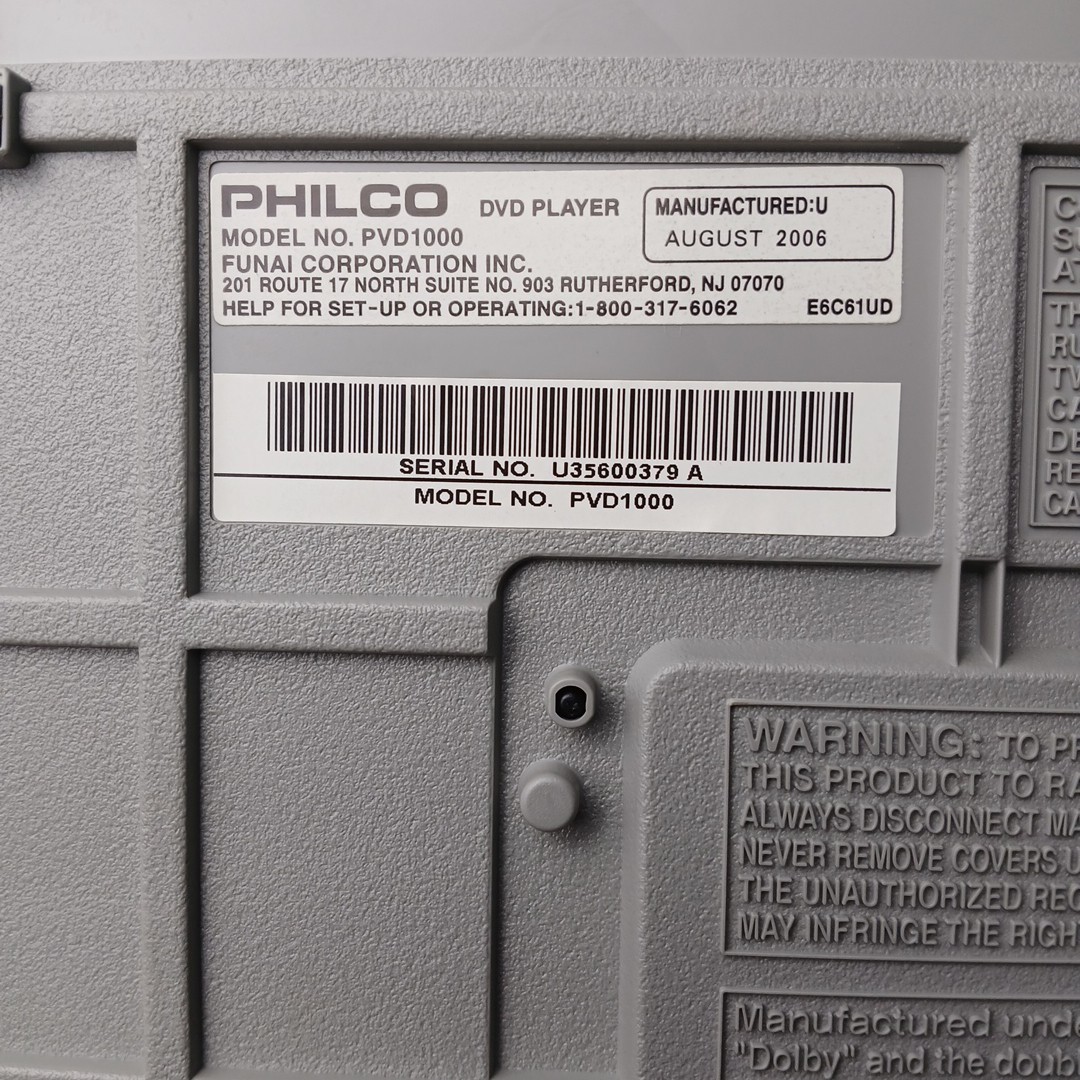 PHILCO DVD PLAYER
MANUFACTURED:U
AUGUST 2006
MODEL NO. PVD1000
FUNAI CORPORATION INC.
201 ROUTE 17 NORTH SUITE NO. 903 RUTHERFORD, NJ 07070
HELP FOR SET-UP OR OPERATING:1-800-317-6062 E6C61UD
SERIAL NO. U35600379 A
MODEL NO. PVD1000
WARNING: TO
THIS PRODUCT TO
ALWAYS DISCONNECT
NEVER REMOVE COVERS.
THE UNAUTHORIZED
MAY INFRINGE THE
Manufactured
"Dolby" and the